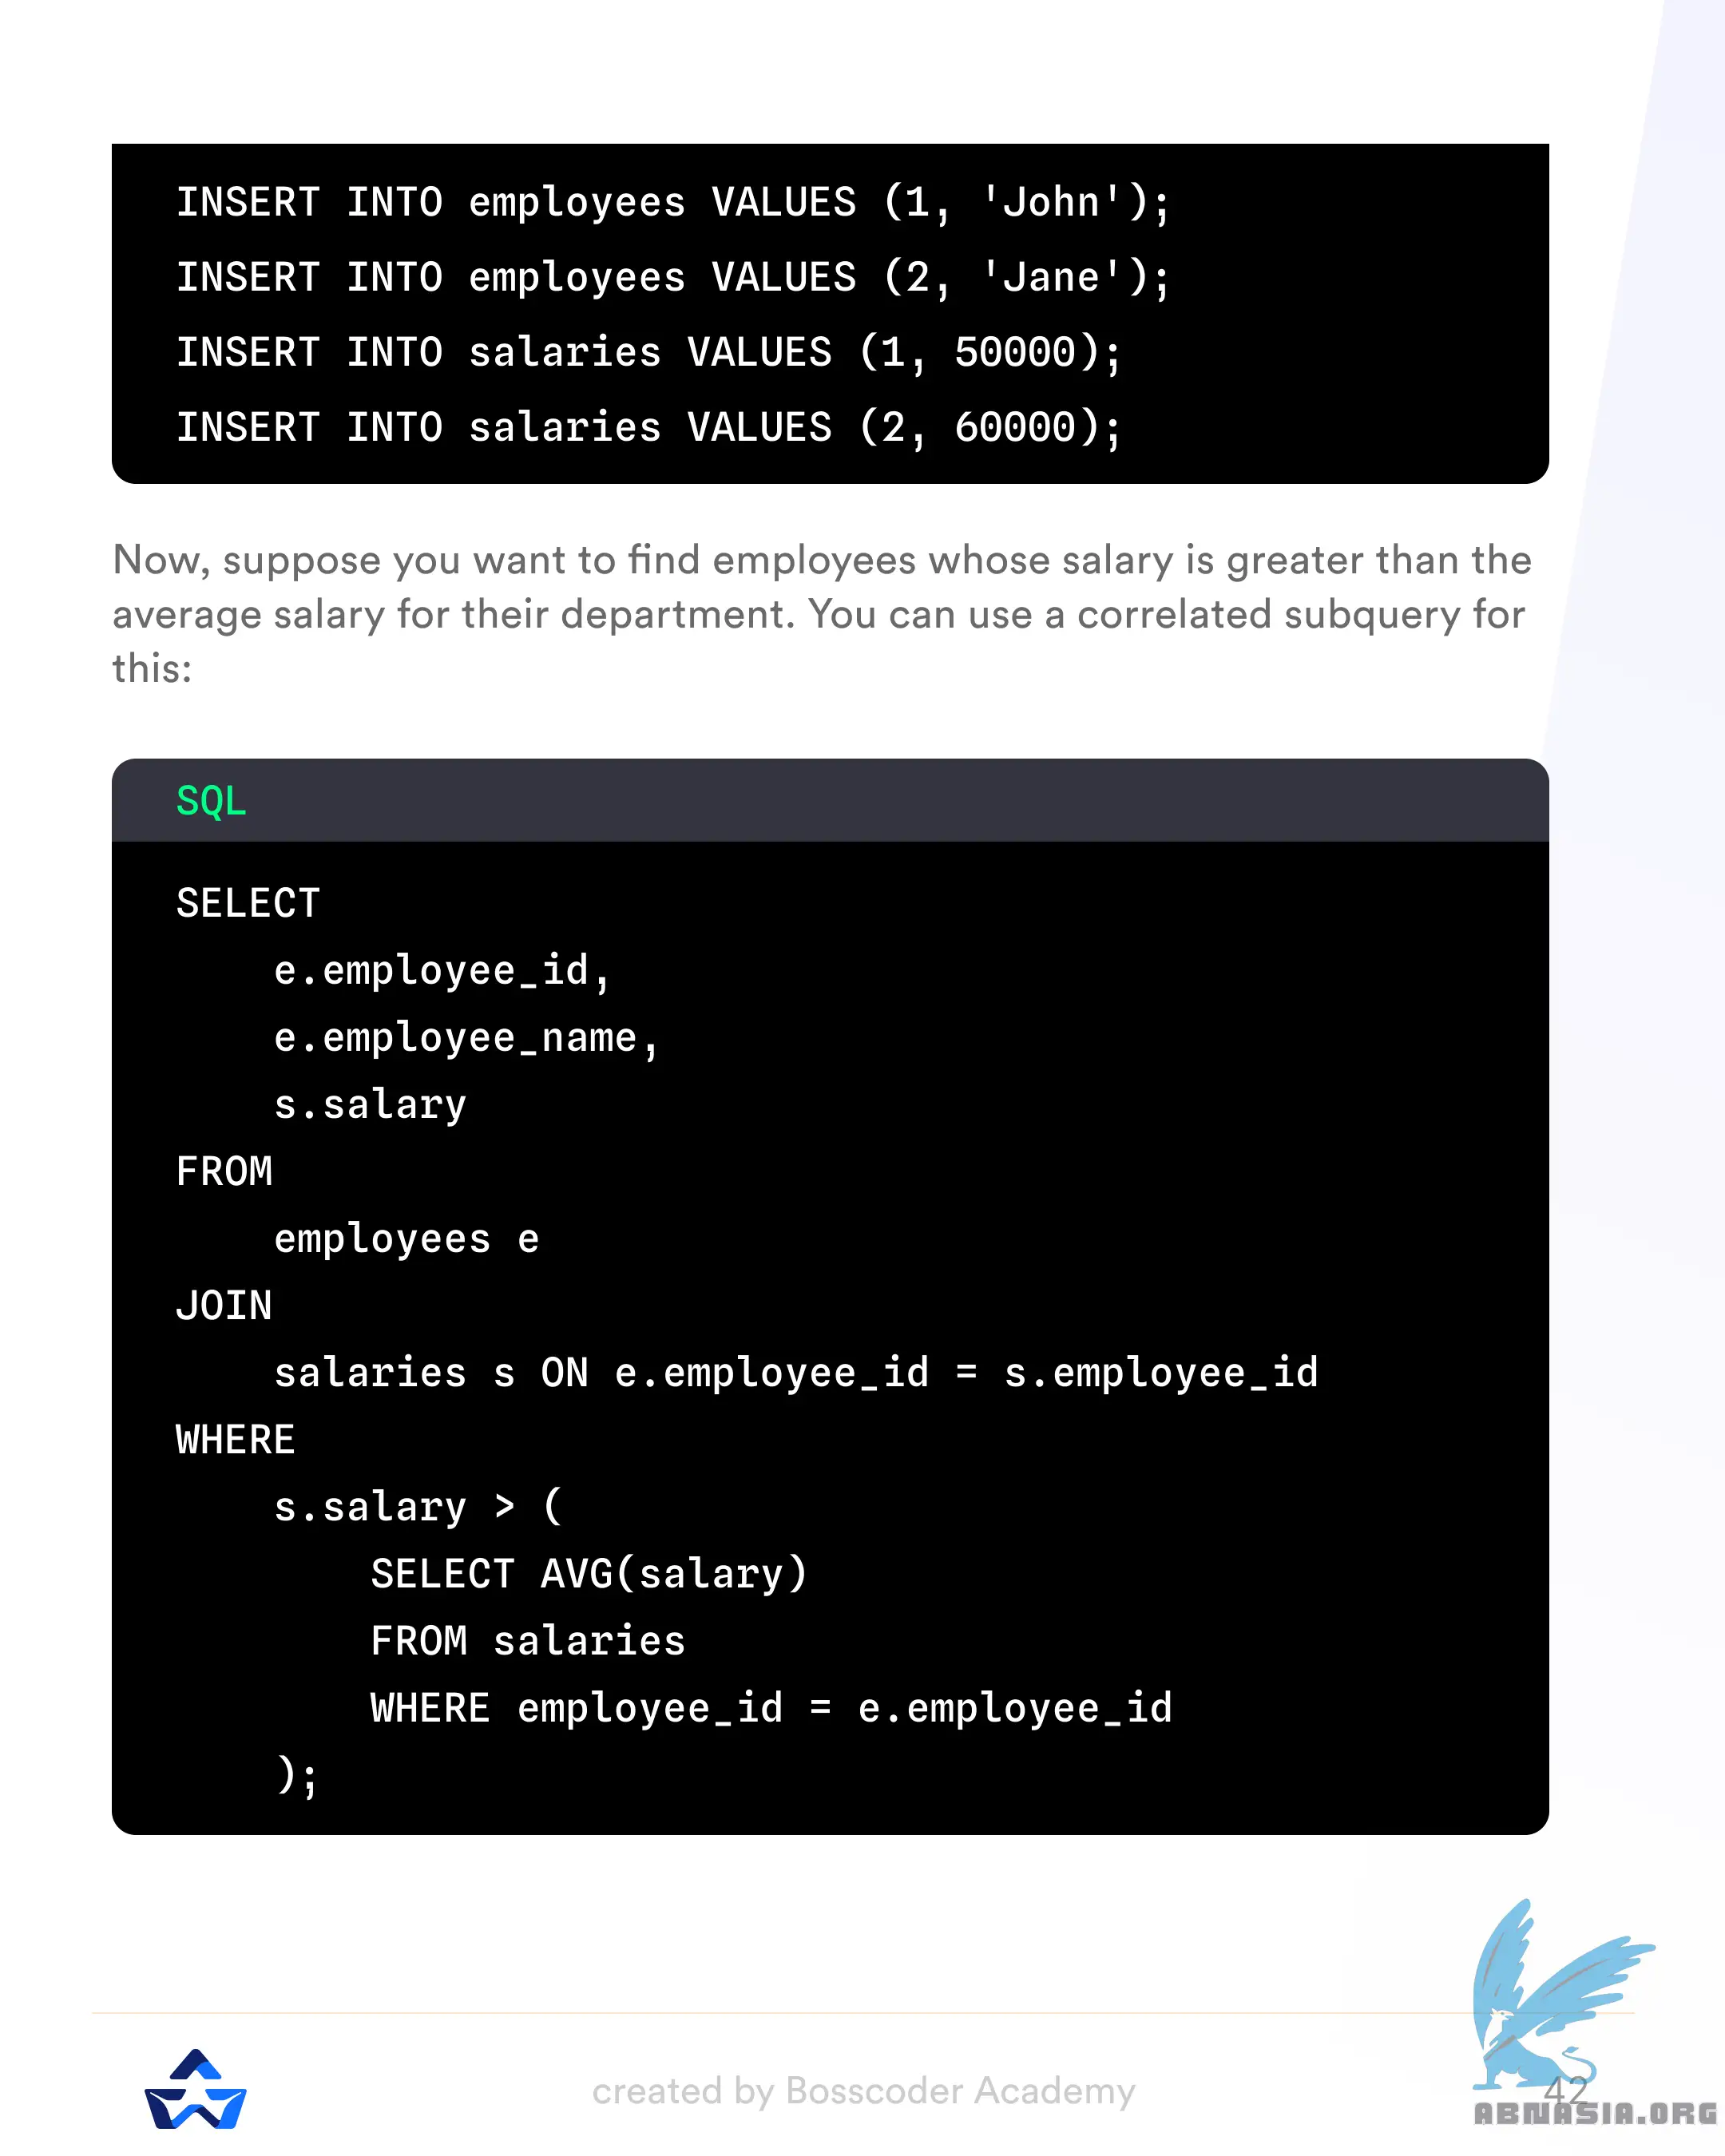 INSERT INTO employees VALUES (1, 'John');
INSERT INTO employees VALUES (2, 'Jane');
INSERT INTO salaries VALUES (1, 50000);
INSERT INTO salaries VALUES (2, 60000);
Now, suppose you want to find employees whose salary is greater than the
average salary for their department. You can use a correlated subquery for
this:
SQL
SELECT
e.employee_id,
e.employee_name,
s.salary
FROM
employees e
JOIN
salaries s ON e.employee_id = s.employee_id
WHERE
s.salary > (
SELECT AVG(salary)
FROM salaries
WHERE employee_id = e.employee_id
);
created by Bosscoder Academy
42
ABNASIA.ORG